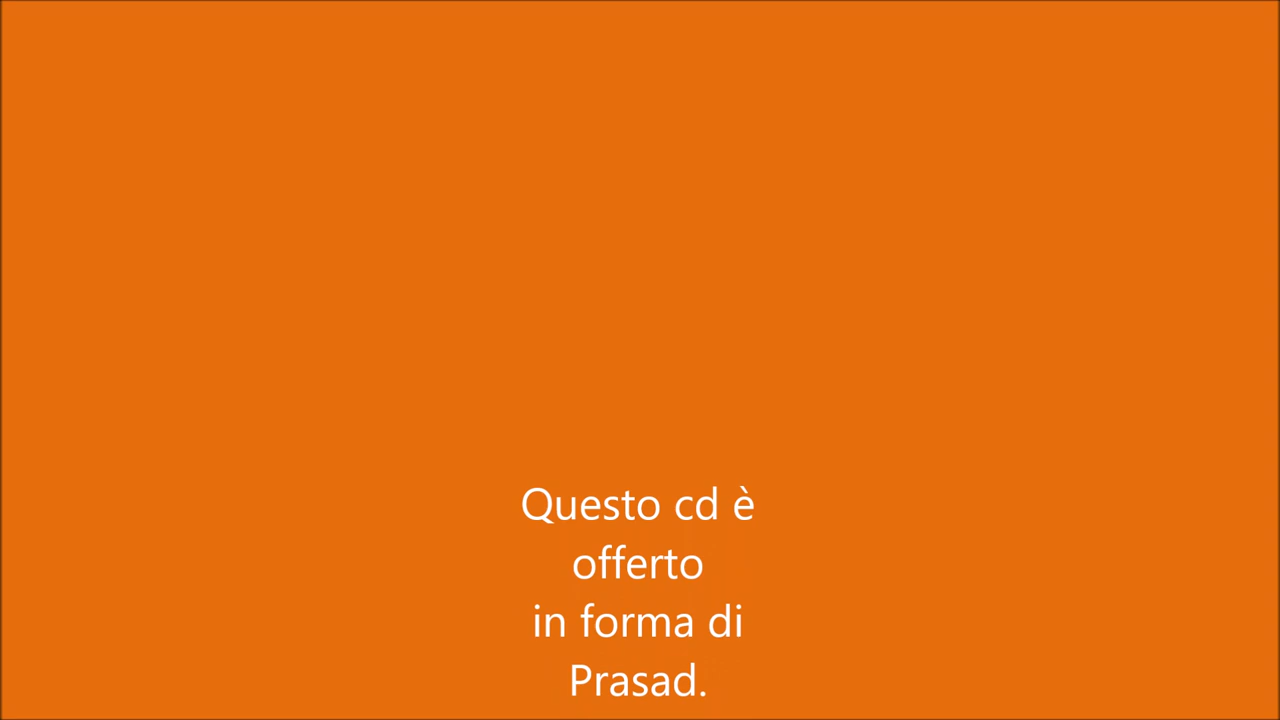 Questo cd è
offerto
in forma di
Prasad.